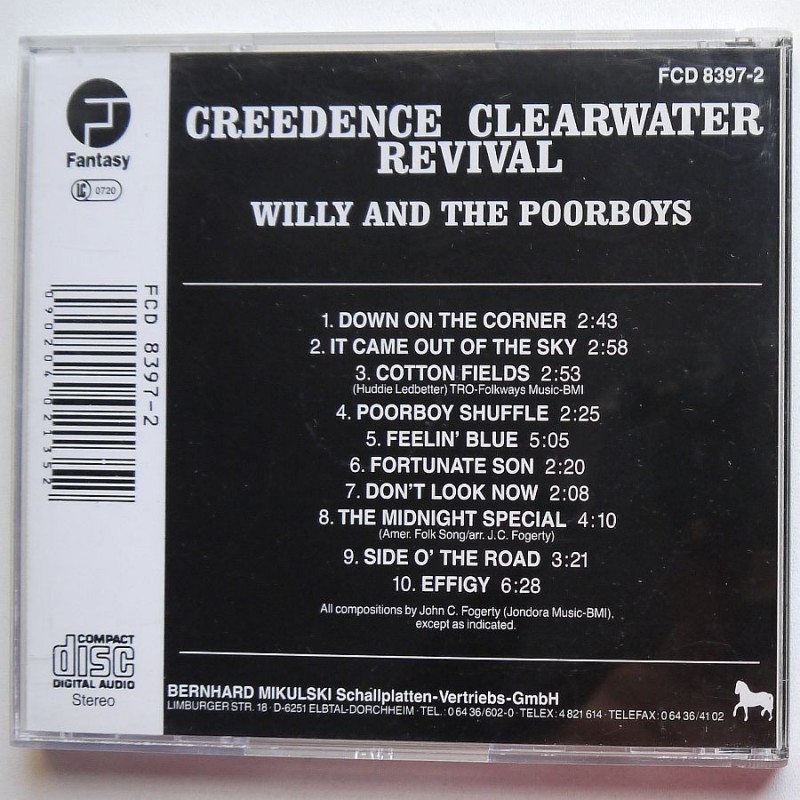 FCD 8397-2
CREEDENCE CLEARWATER
REVIVAL
WILLY AND THE POORBOYS
1. DOWN ON THE CORNER 2:43
2. IT CAME OUT OF THE SKY 2:58
3. COTTON FIELDS 2:53
(Huddie Ledbetter) TRO-Folkways Music-BMI
4. POORBOY SHUFFLE 2:25
5. FEELIN' BLUE 5:05
6. FORTUNATE SON 2:20
7. DON'T LOOK NOW 2:08
8. THE MIDNIGHT SPECIAL 4:10
(Amer. Folk Song/arr. J.C. Fogerty)
9. SIDE O' THE ROAD 3:21
10. EFFIGY 6:28
All compositions by John C. Fogerty (Jondora Music-BMI),
except as indicated.
BERNHARD MIKULSKI Schallplatten-Vertriebs-GmbH
LIMBURGER STR. 18 · D-6251 ELBTAL-DORCHHEIM · TEL.: 0 64 36/602-0 · TELEX: 4 821 614 · TELEFAX: 0 64 36/41 02
Fantasy
LC 0720
FCD 8397-2
090204021352
COMPACT
disc
DIGITAL AUDIO
Stereo